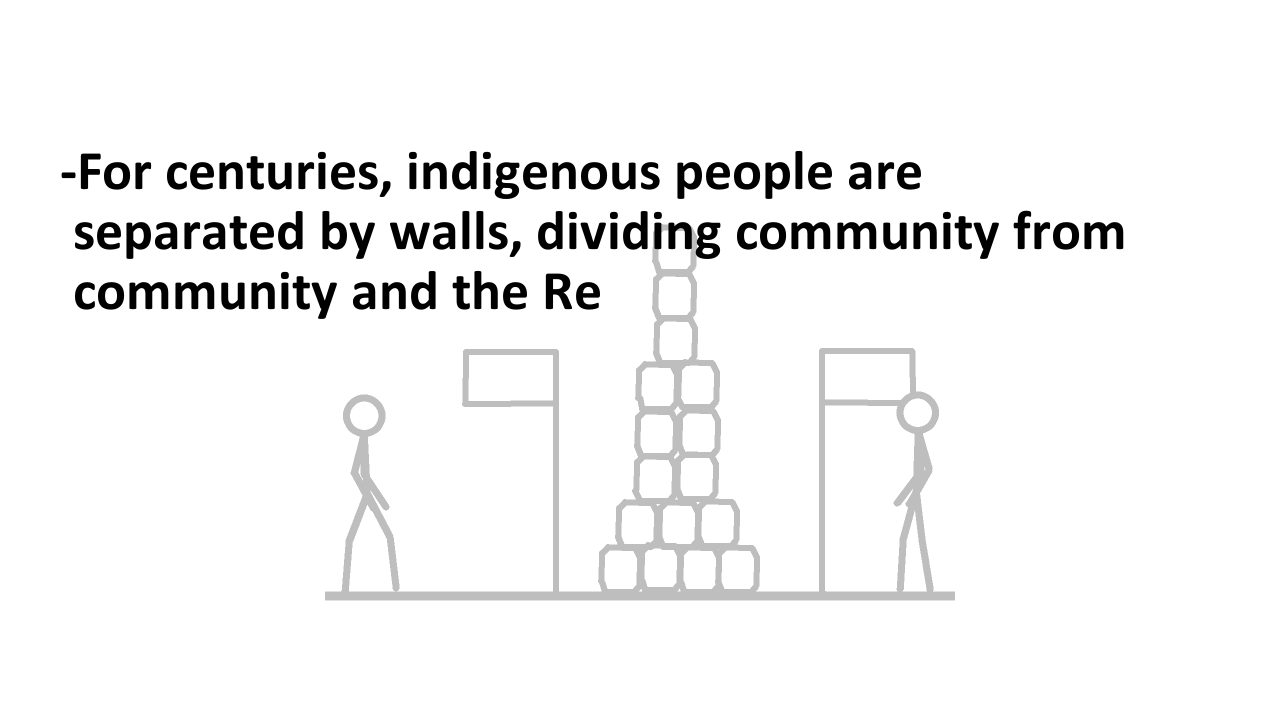 -For centuries, indigenous people are
separated by walls, dividing community from
community and the Re